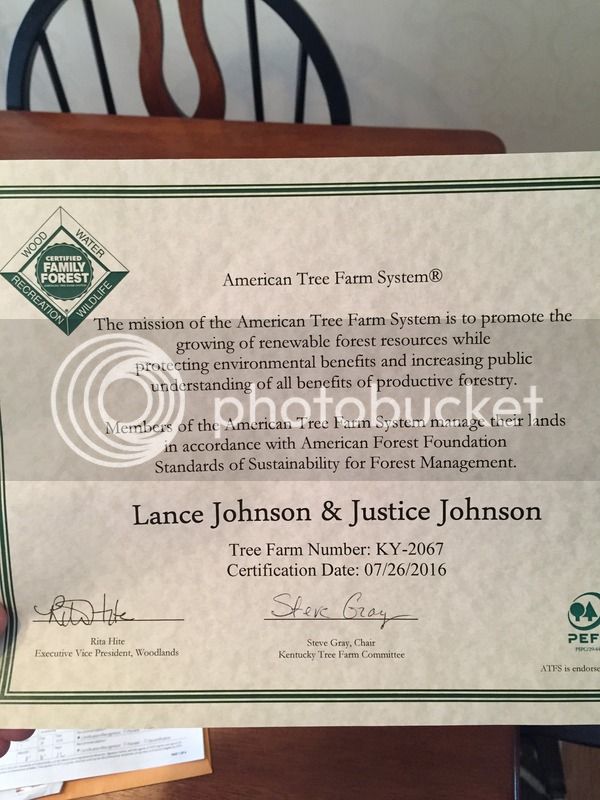 WOOD
WATER
CERTIFIED
FAMILY
FOREST
RECREATION
WILDLIFE
American Tree Farm System®
The mission of the American Tree Farm System is to promote the
growing of renewable forest resources while
protecting environmental benefits and increasing public
understanding of all benefits of productive forestry.
photobucket
Members of the American Tree Farm System manage their lands
in accordance with American Forest Foundation
Standards of Sustainability for Forest Management.
Lance Johnson & Justice Johnson
Tree Farm Number: KY-2067
Certification Date: 07/26/2016
Rita Hite
Steve Gray
Rita Hite
Executive Vice President, Woodlands
Steve Gray, Chair
Kentucky Tree Farm Committee
PEF
ATFS is endorse